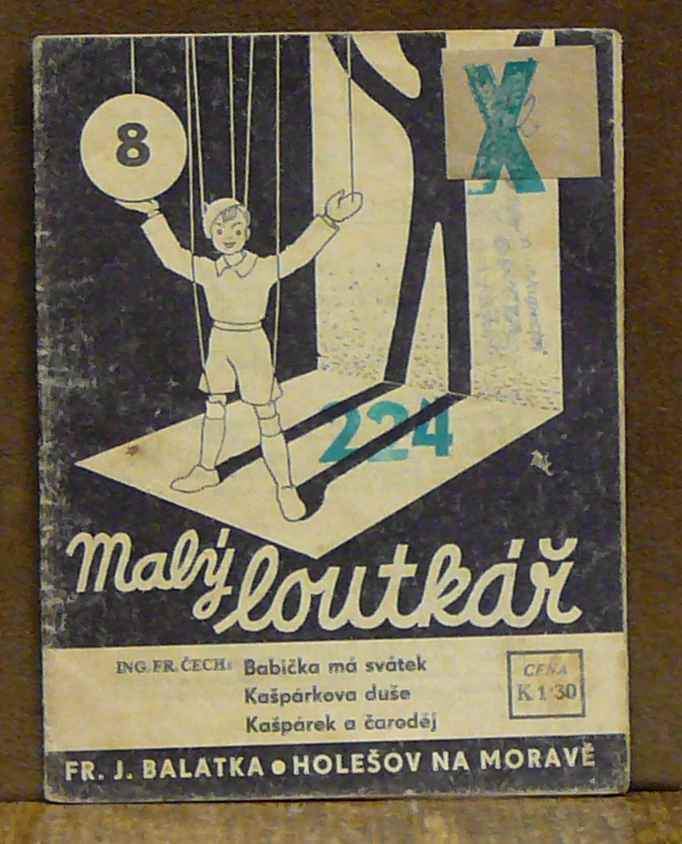 8
X
224
Malý loutkář
ING. FR. ČECH: Babička má svátek
Kašpárkova duše
Kašpárek a čaroděj
CENA
K 1·30
FR. J. BALATKA • HOLEŠOV NA MORAVĚ